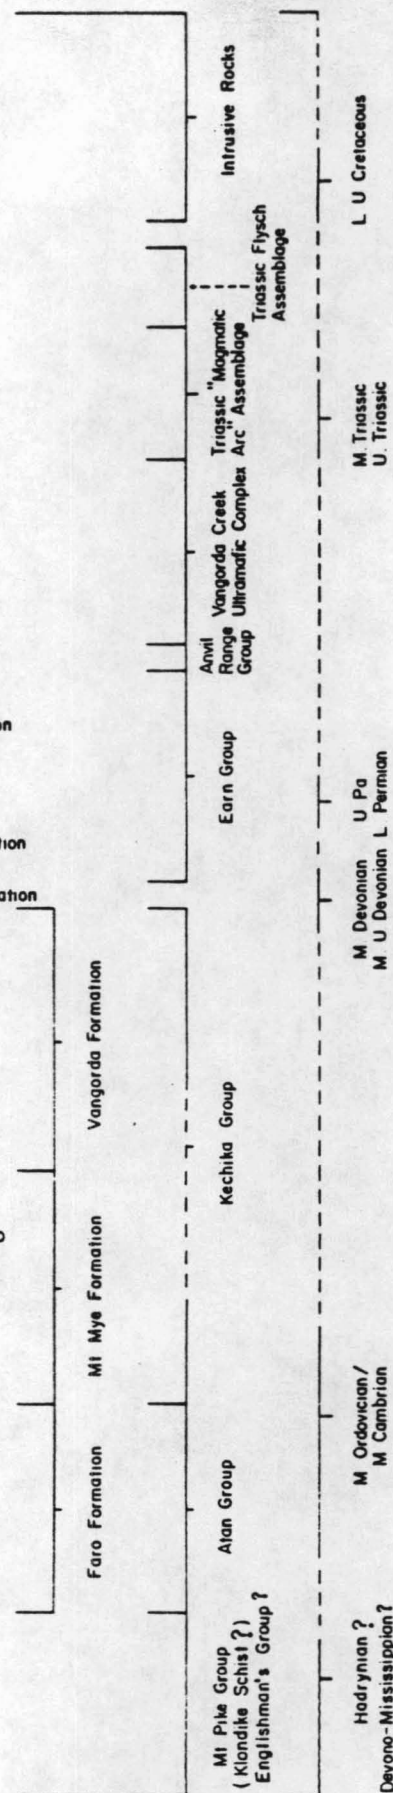 Intrusive Rocks
L U Cretaceous
Triassic Flysch
Assemblage
Triassic "Magmatic
Arc" Assemblage
M. Triassic
U. Triassic
Vangorda Creek
Ultramafic Complex
Anvil
Range
Group
Earn Group
U Pa
L Permian
M Devonian
M U Devonian
Vangorda Formation
Kechika Group
Mt Mye Formation
M Ordovician/
M Cambrian
Faro Formation
Atan Group
Mt Pike Group
( Klondike Schist ? )
Englishman's Group ?
Hadrynian ?
Devono-Mississippian ?